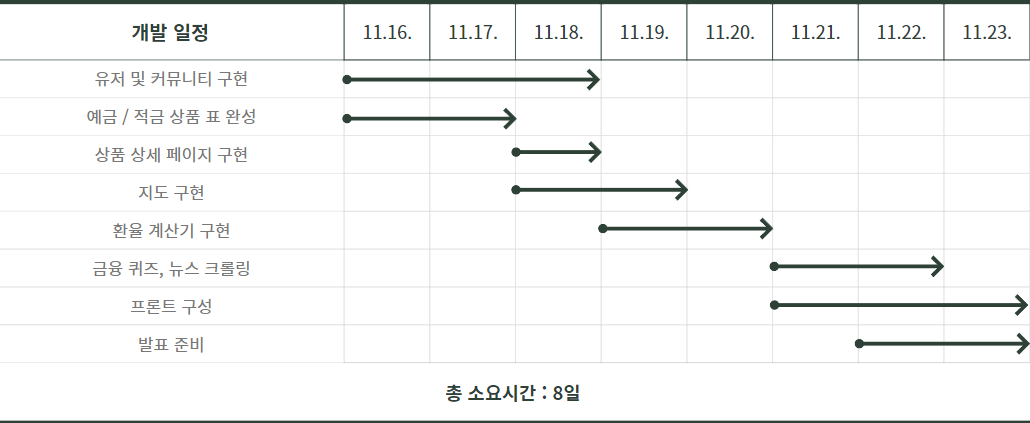 개발 일정 11.16. 11.17. 11.18. 11.19. 11.20. 11.21. 11.22. 11.23.
유저 및 커뮤니티 구현
예금 / 적금 상품 표 완성
상품 상세 페이지 구현
지도 구현
환율 계산기 구현
금융 퀴즈, 뉴스 크롤링
프론트 구성
발표 준비
총 소요시간 : 8일